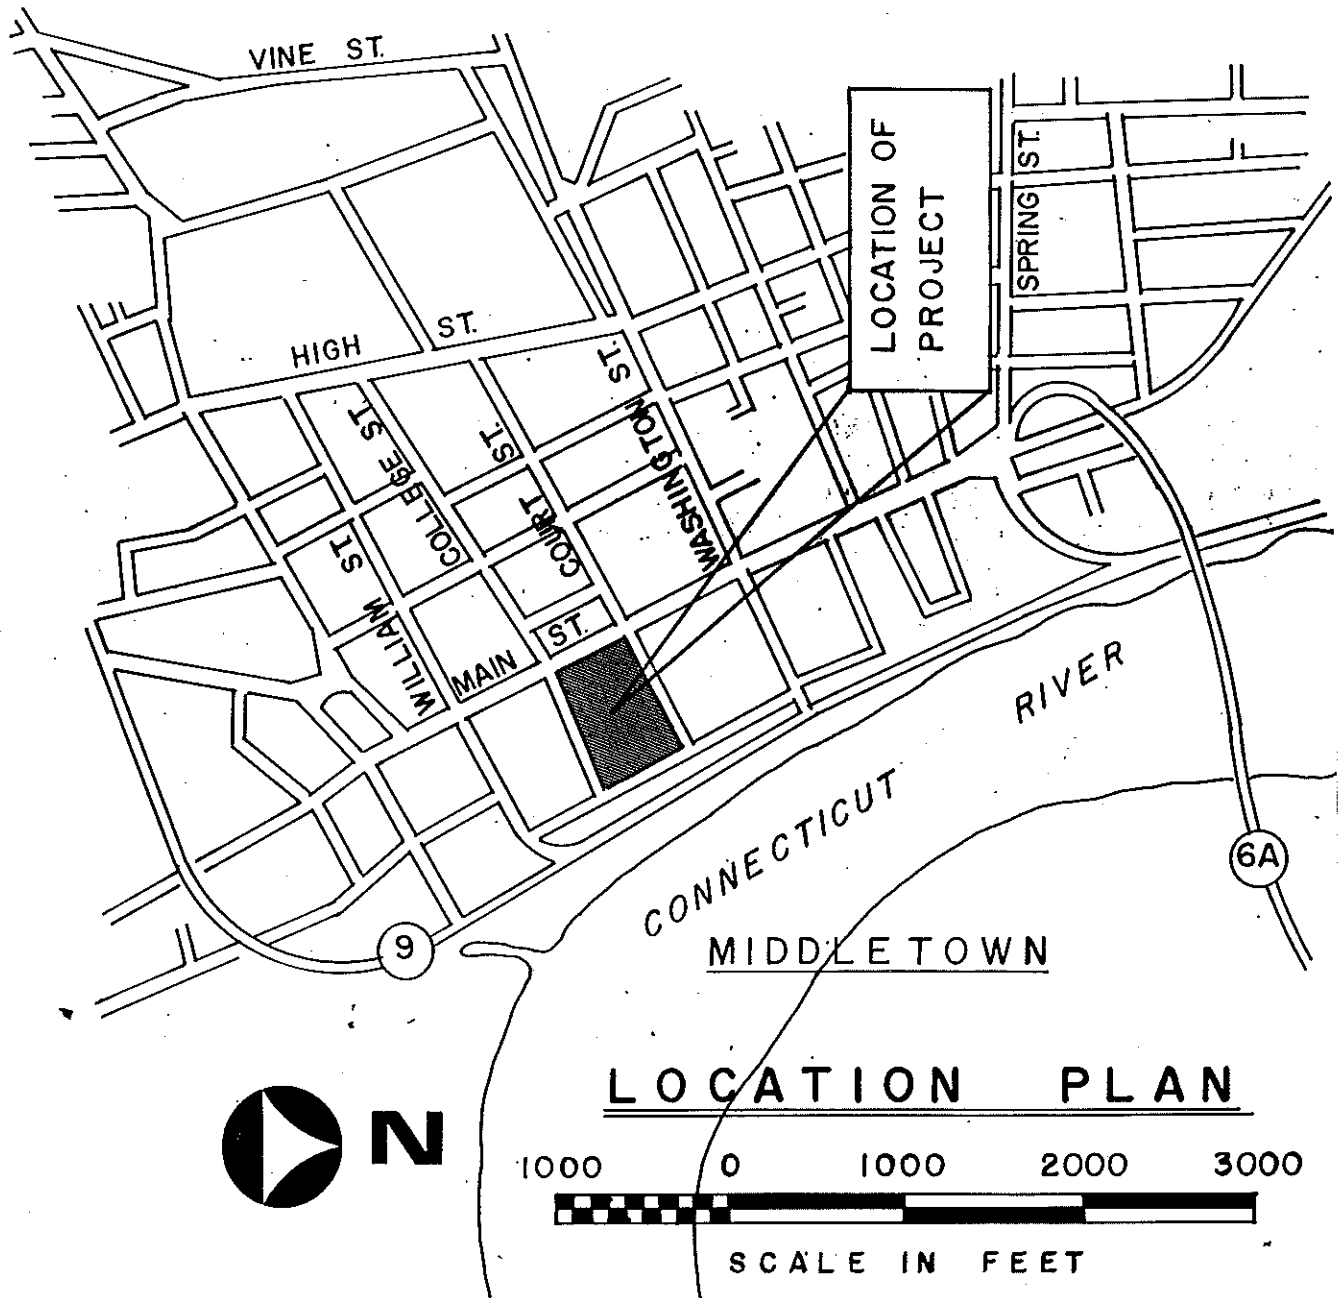 VINE ST.
LOCATION OF
PROJECT
SPRING ST.
HIGH ST.
WASHINGTON ST.
COLLEGE ST.
COURT ST.
WILLIAM ST
MAIN ST.
RIVER
CONNECTICUT
6A
9
MIDDLETOWN
LOCATION PLAN
N
1000 0 1000 2000 3000
SCALE IN FEET